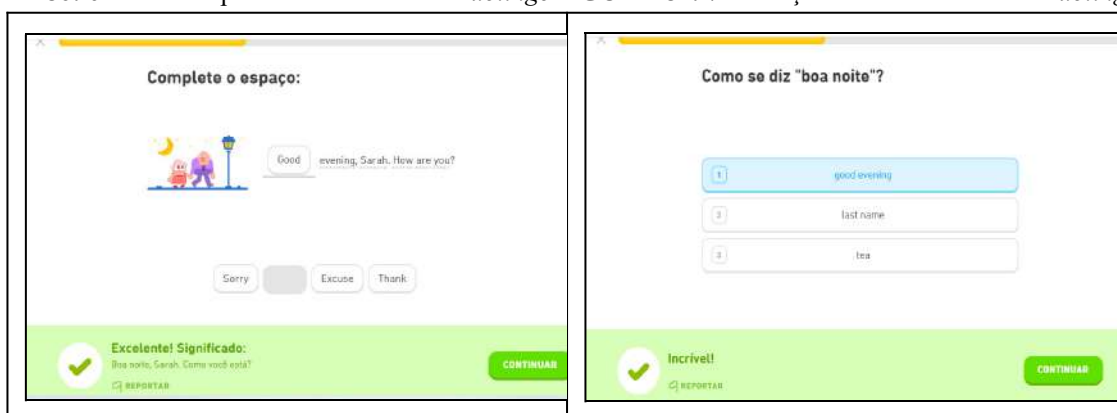 Complete o espaço:
Good evening, Sarah. How are you?
Sorry Excuse Thank
Excelente! Significado:
Boa noite, Sarah. Como você está?
REPORTAR
CONTINUAR
Como se diz "boa noite"?
1 good evening
2 last name
3 tea
Incrível!
REPORTAR
CONTINUAR